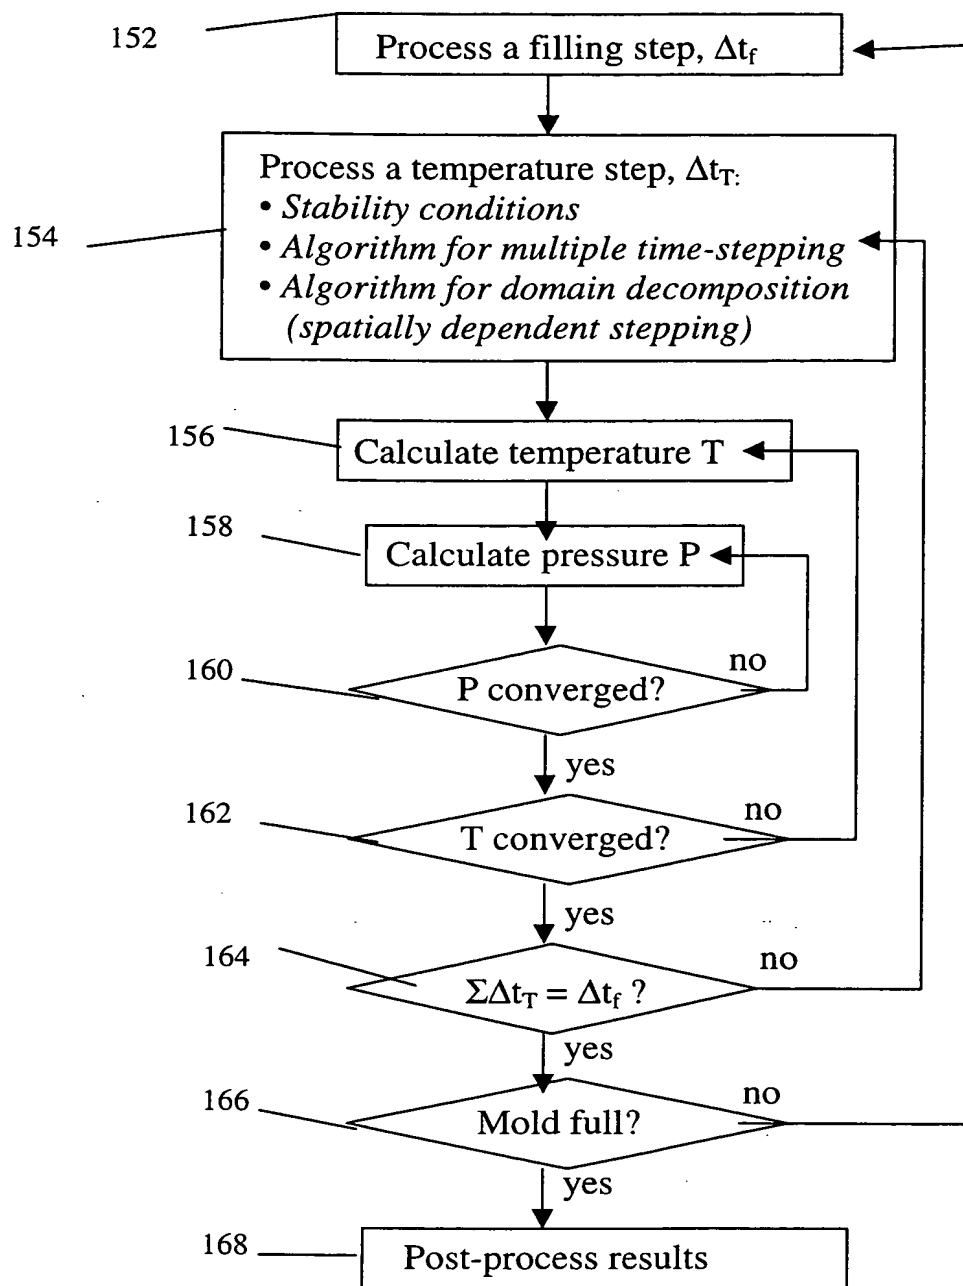 152
Process a filling step, Δt_f
154
Process a temperature step, Δt_T:
• Stability conditions
• Algorithm for multiple time-stepping
• Algorithm for domain decomposition
(spatially dependent stepping)
156
Calculate temperature T
158
Calculate pressure P
160
P converged?
no
yes
162
T converged?
no
yes
164
ΣΔt_T = Δt_f ?
no
yes
166
Mold full?
no
yes
168
Post-process results